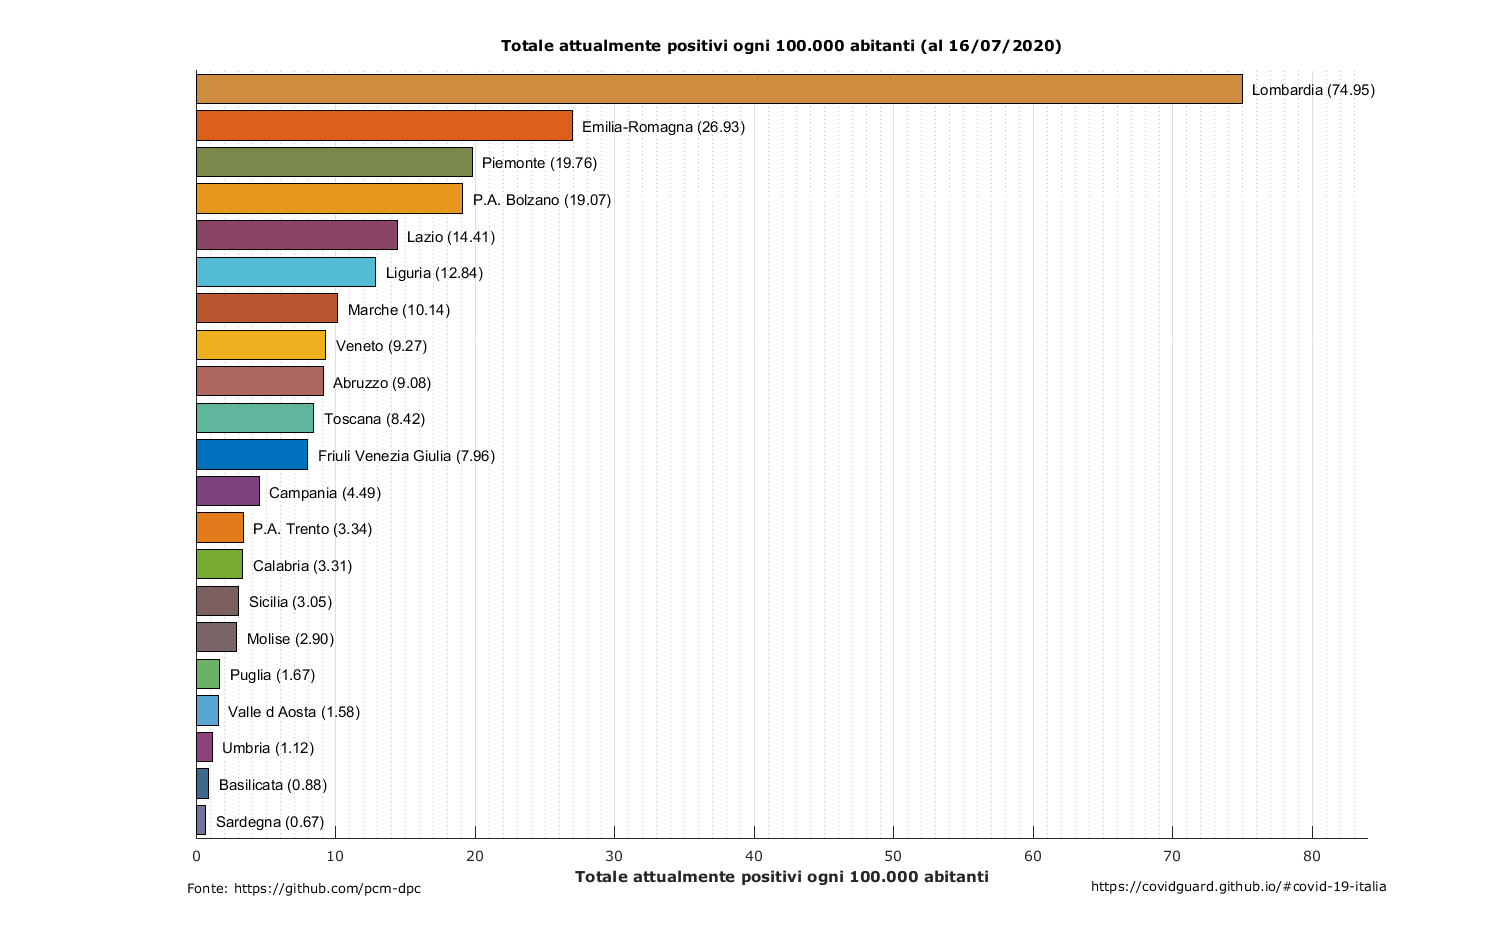 Totale attualmente positivi ogni 100.000 abitanti (al 16/07/2020)
Lombardia (74.95)
Emilia-Romagna (26.93)
Piemonte (19.76)
P.A. Bolzano (19.07)
Lazio (14.41)
Liguria (12.84)
Marche (10.14)
Veneto (9.27)
Abruzzo (9.08)
Toscana (8.42)
Friuli Venezia Giulia (7.96)
Campania (4.49)
P.A. Trento (3.34)
Calabria (3.31)
Sicilia (3.05)
Molise (2.90)
Puglia (1.67)
Valle d Aosta (1.58)
Umbria (1.12)
Basilicata (0.88)
Sardegna (0.67)
0 10 20 30 40 50 60 70 80
Totale attualmente positivi ogni 100.000 abitanti
Fonte: https://github.com/pcm-dpc
https://covidguard.github.io/#covid-19-italia